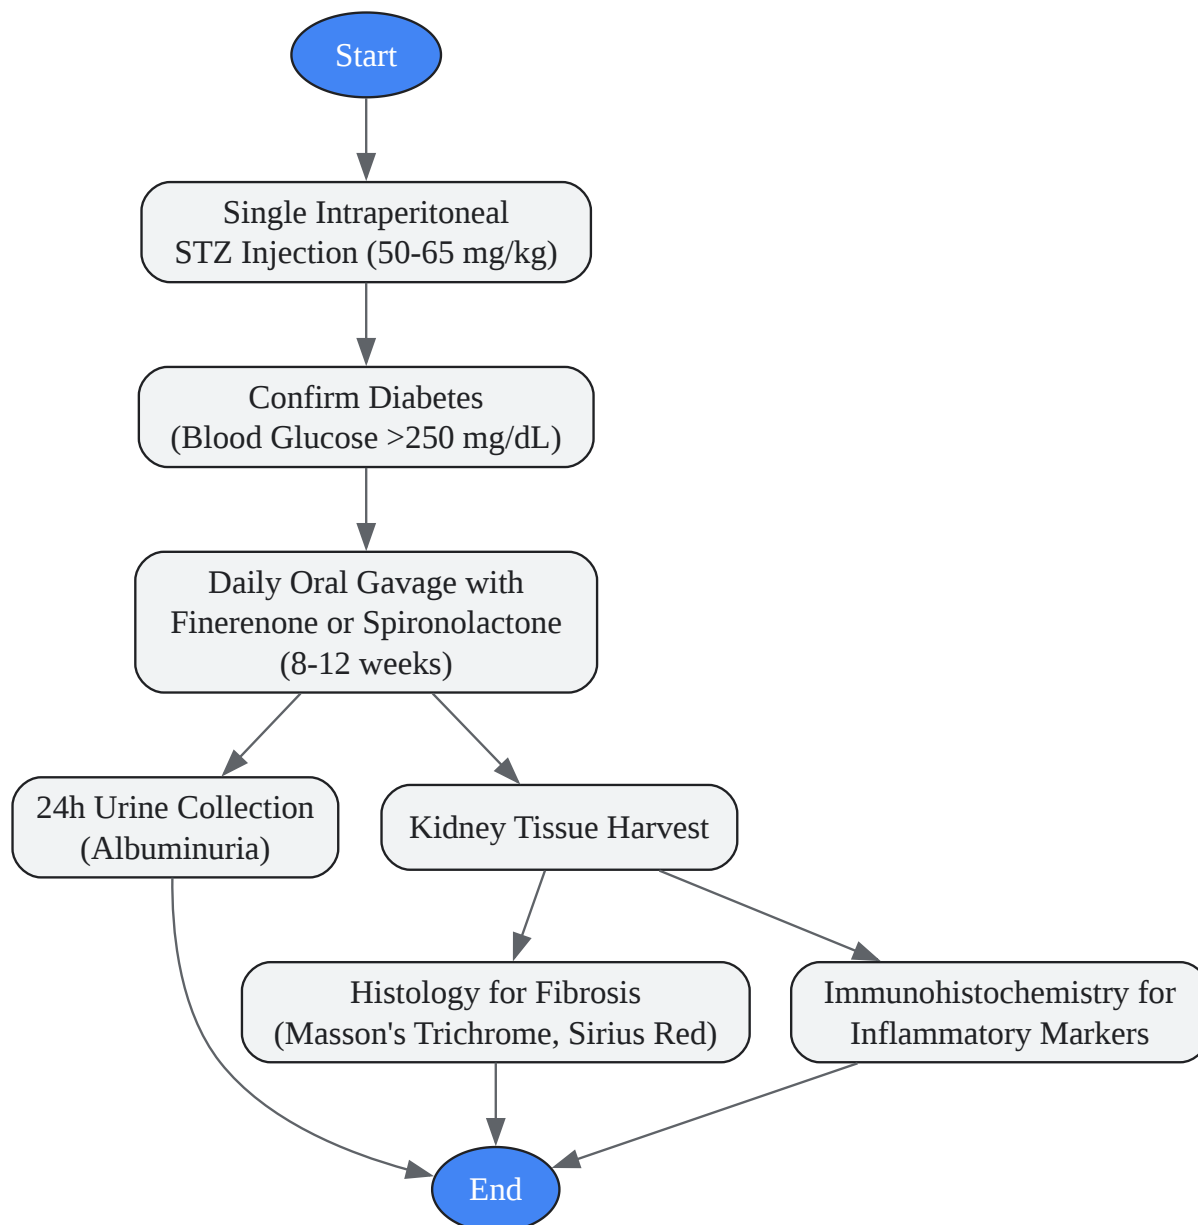 Start
Single Intraperitoneal
STZ Injection (50-65 mg/kg)
Confirm Diabetes
(Blood Glucose >250 mg/dL)
Daily Oral Gavage with
Finerenone or Spironolactone
(8-12 weeks)
24h Urine Collection
(Albuminuria)
Kidney Tissue Harvest
Histology for Fibrosis
(Masson's Trichrome, Sirius Red)
Immunohistochemistry for
Inflammatory Markers
End